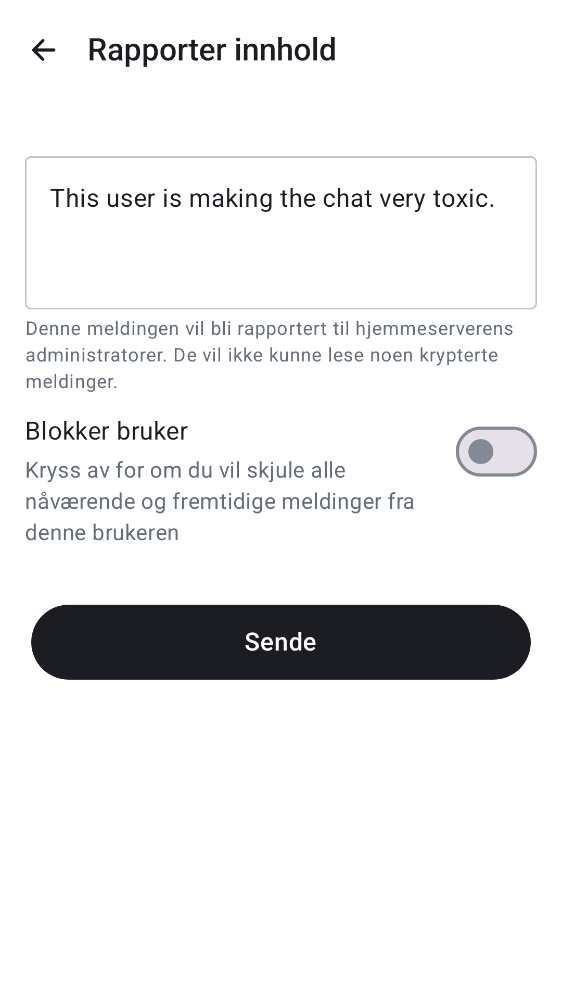 Rapporter innhold
This user is making the chat very toxic.
Denne meldingen vil bli rapportert til hjemmeserverens
administratorer. De vil ikke kunne lese noen krypterte
meldinger.
Blokker bruker
Kryss av for om du vil skjule alle
nåværende og fremtidige meldinger fra
denne brukeren
Sende